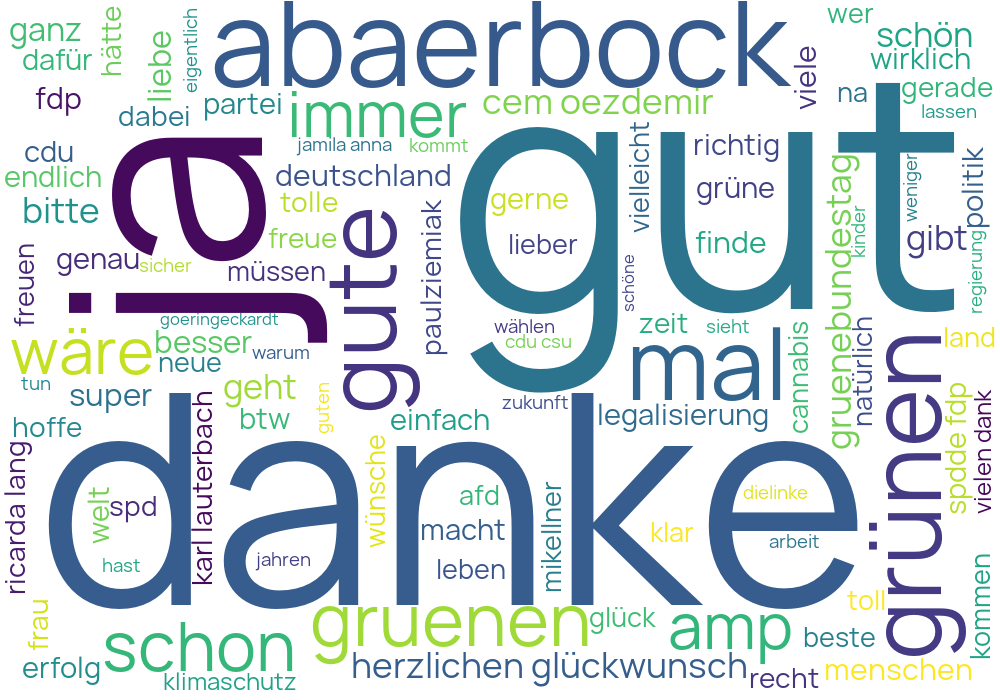 ganz
hätte
liebe
eigentlich
abaerbock
viele
wer
schön
wirklich
dafür
fdp
dabei
partei
immer
cem oezdemir
na
gerade
lassen
cdu
endlich
bitte
ja
jamila anna
kommt
deutschland
tolle
freue
gut
gerne
lieber
vielleicht
richtig
grüne
finde
gruenebundestag
kinder
weniger
politik
gibt
regierung
freuen
genau
sicher
müssen
gute
paulziemiak
schöne
goeringeckardt
wäre
besser
neue
warum
wählen
cdu csu
zeit
sieht
mal
cannabis
natürlich
land
tun
super
geht
btw
guten
einfach
zukunft
legalisierung
grünen
spdde fdp
vielen dank
hoffe
ricarda lang
karl lauterbach
danke
welt
spd
hast
jahren
wünsche
afd
macht
leben
mikellner
klar
dielinke
arbeit
frau
erfolg
schon
klimaschutz
gruenen
glück
herzlichen glückwunsch
amp
toll
beste
recht
menschen
kommen